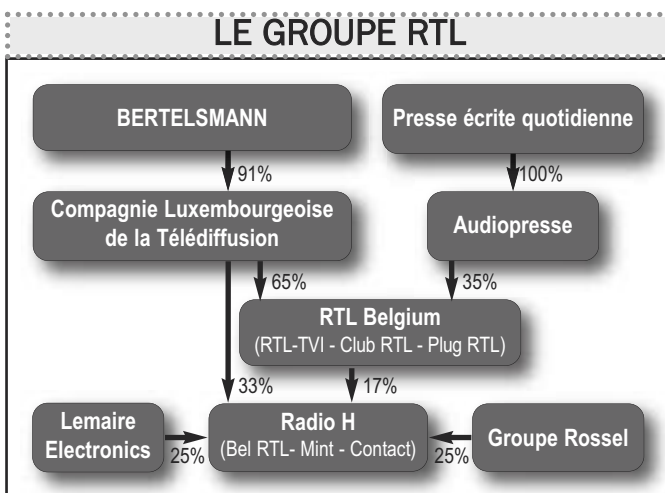 LE GROUPE RTL
BERTELSMANN
Presse écrite quotidienne
91%
100%
Compagnie Luxembourgeoise
de la Télédiffusion
Audiopresse
65%
35%
RTL Belgium
(RTL-TVI - Club RTL - Plug RTL)
33%
17%
Lemaire
Electronics
25%
Radio H
(Bel RTL- Mint - Contact)
25%
Groupe Rossel